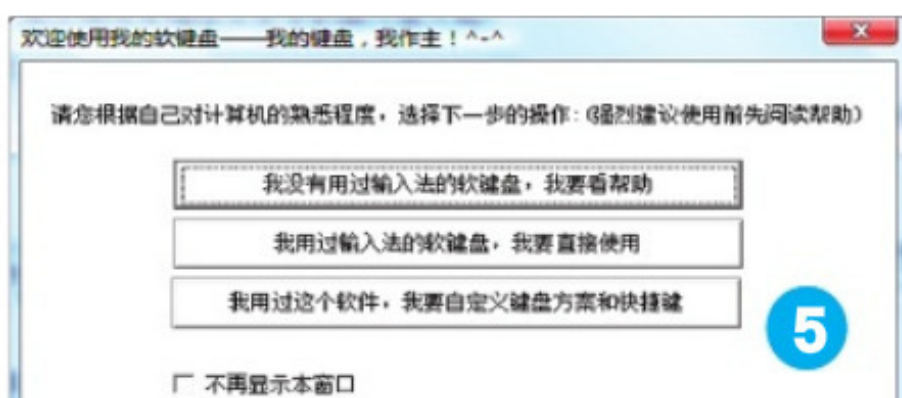 欢迎使用我的软键盘——我的键盘，我作主！^-^
请您根据自己对计算机的熟悉程度，选择下一步的操作：(强烈建议使用前先阅读帮助)
我没有用过输入法的软键盘，我要看帮助
我用过输入法的软键盘，我要直接使用
我用过这个软件，我要自定义键盘方案和快捷键
5
不再显示本窗口